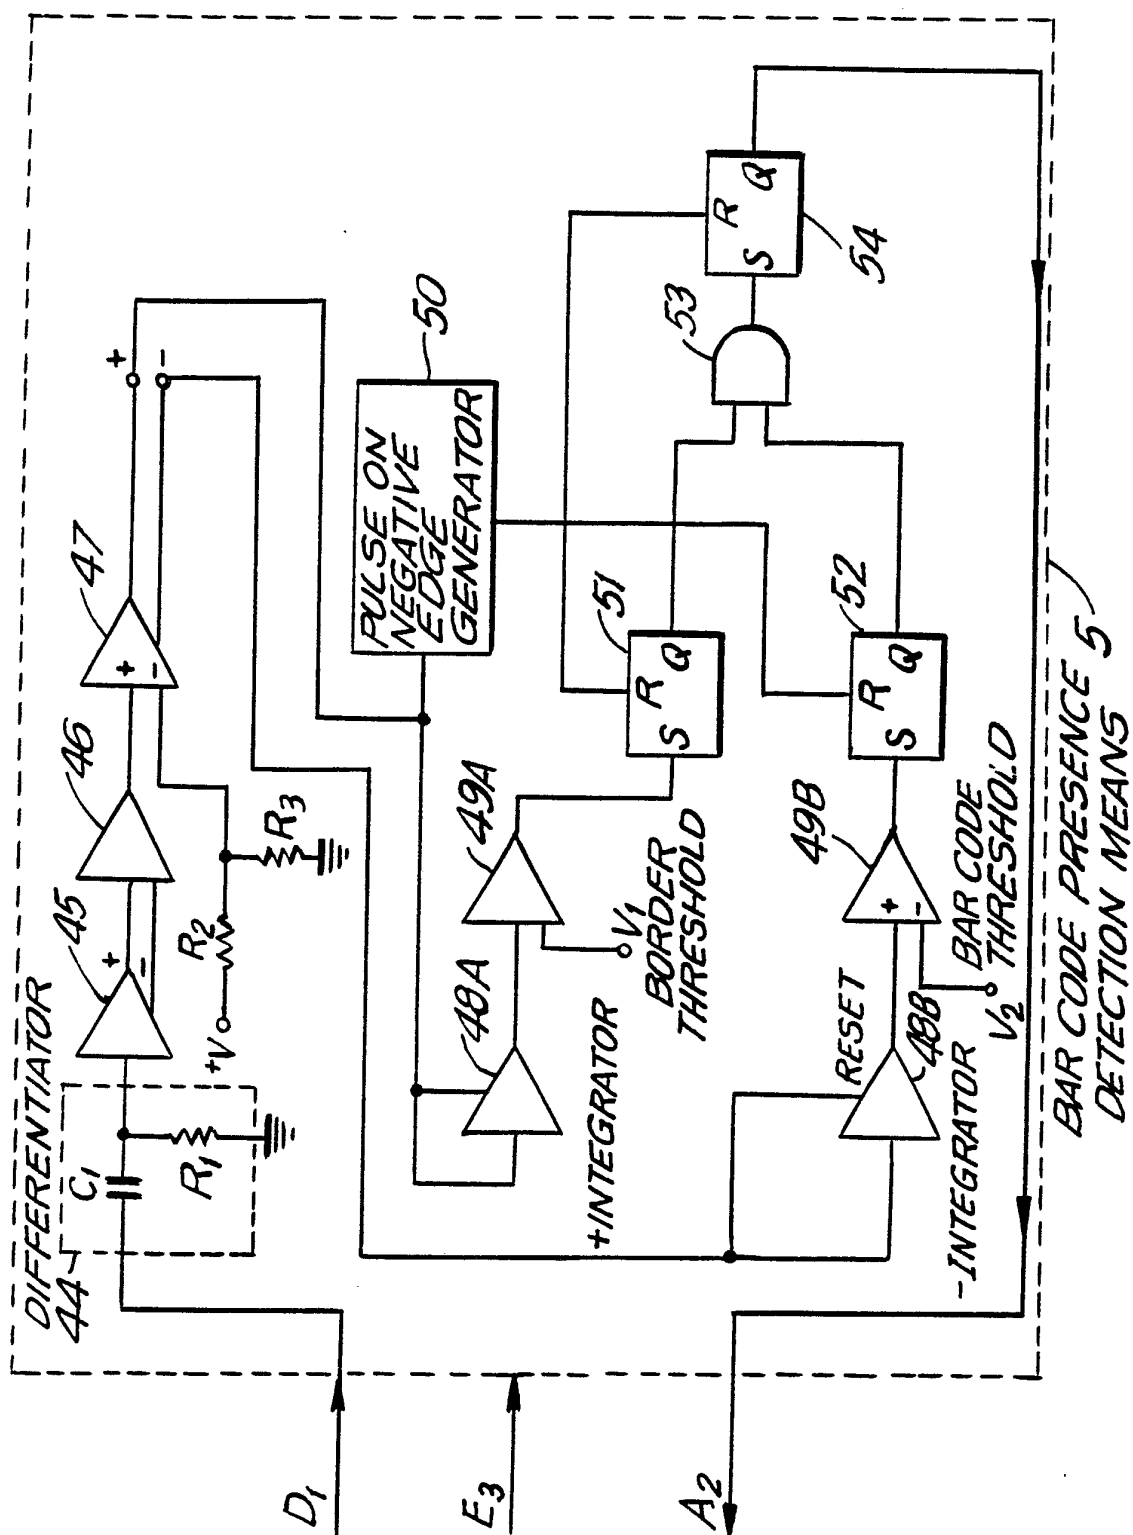 DIFFERENTIATOR
44
C1
R1
45
+
-
46
47
+
-
+
-
+V
R2
R3
PULSE ON
NEGATIVE
EDGE
GENERATOR
50
48A
49A
+INTEGRATOR
V1
BORDER
THRESHOLD
S
R
Q
51
53
S
R
Q
54
RESET
48B
-INTEGRATOR
49B
+
-
V2
BAR CODE
THRESHOLD
S
R
Q
52
D1
E3
A2
BAR CODE PRESENCE
DETECTION MEANS
5